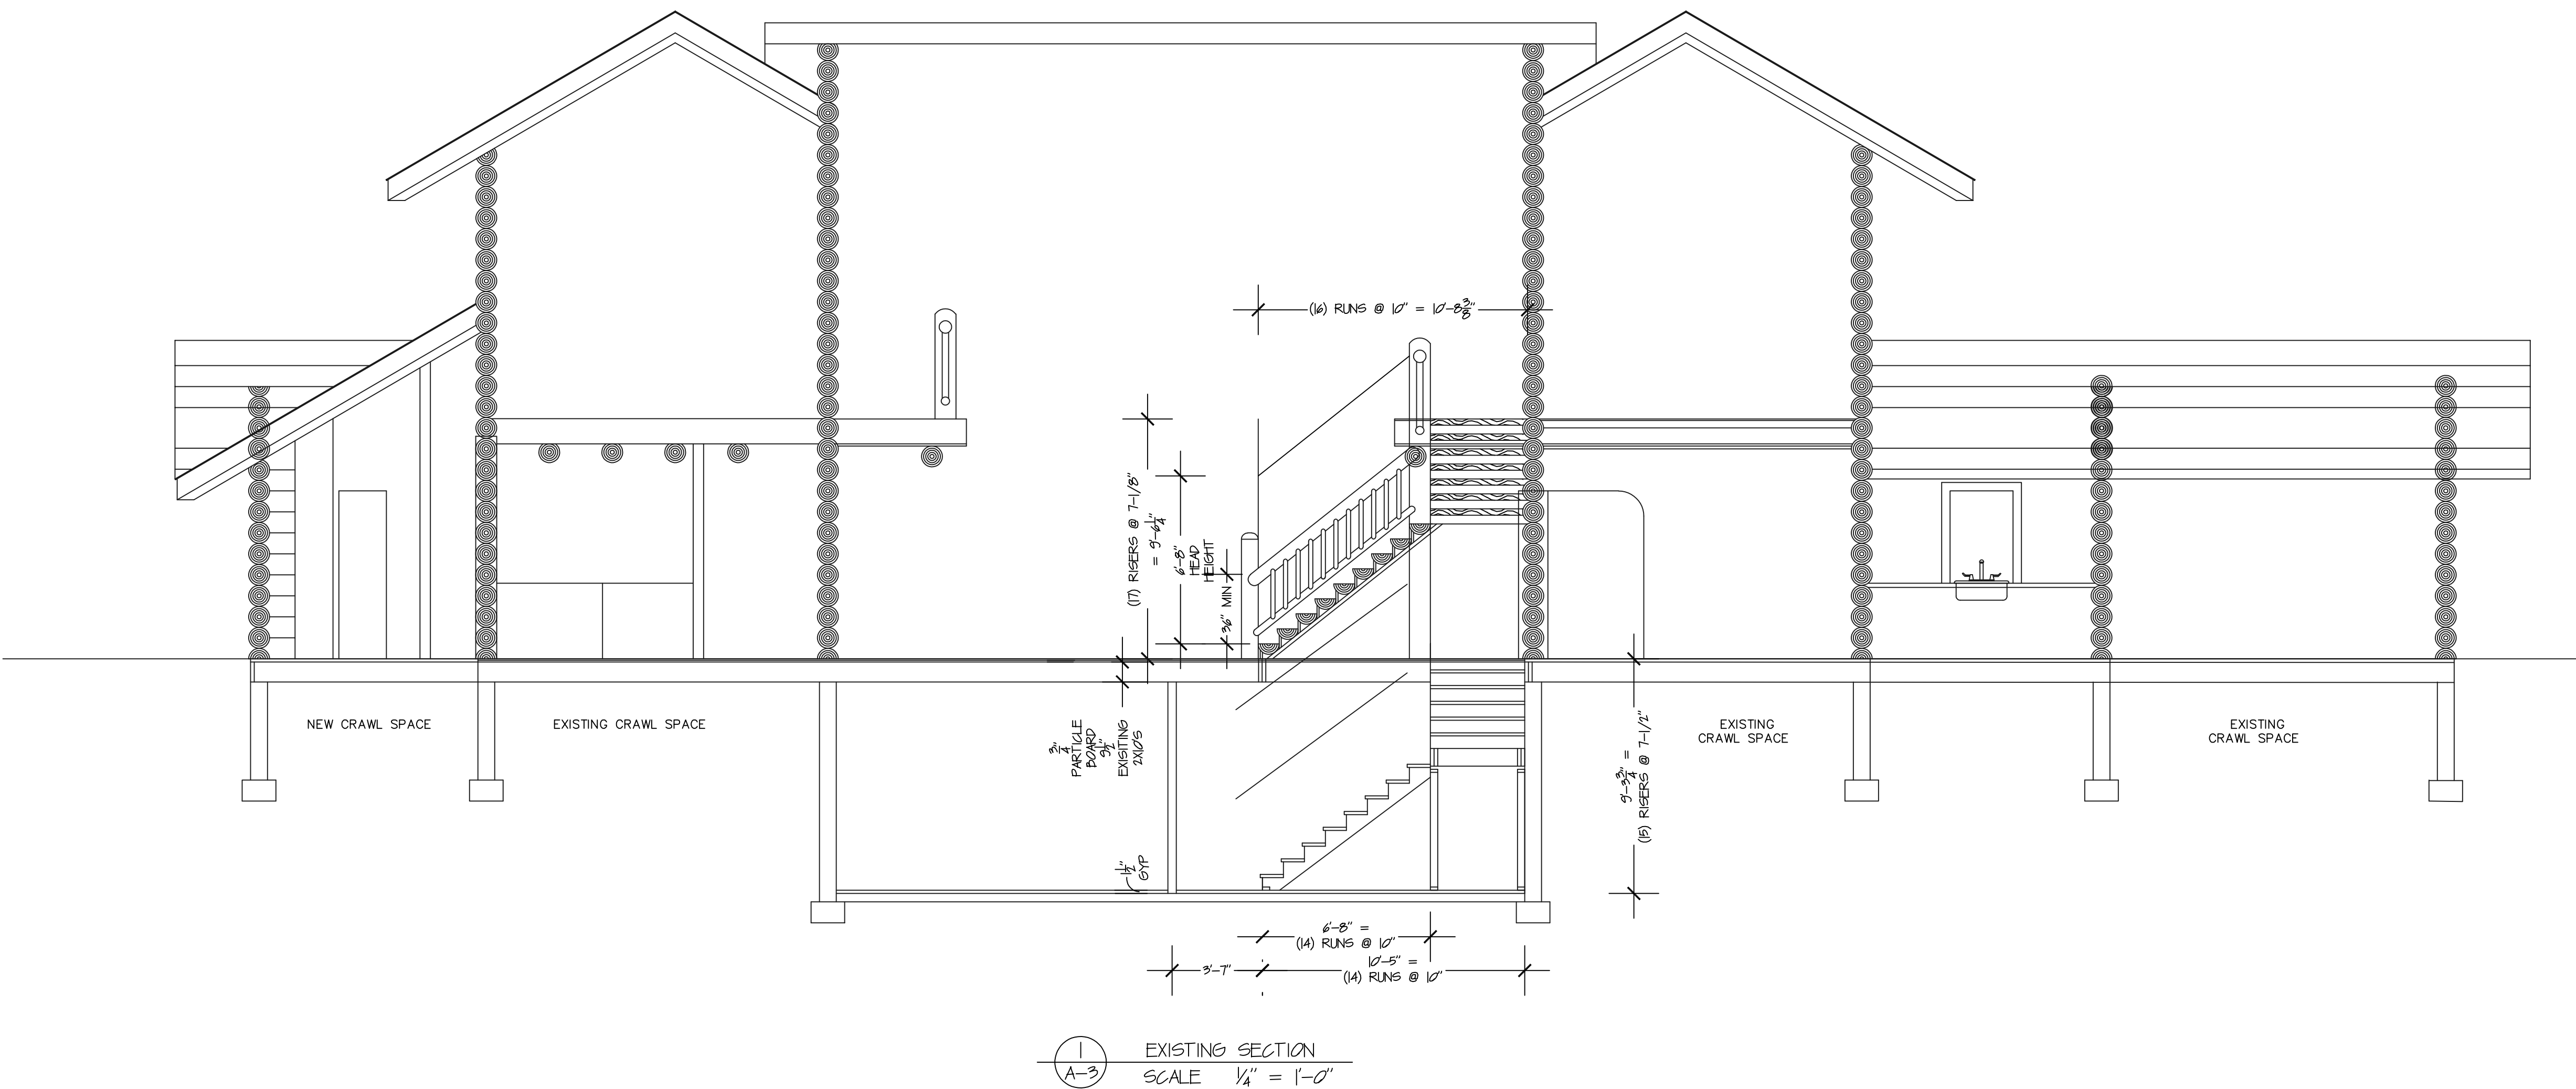 (16) RUNS @ 10" = 10'-8 3/8"
(17) RISERS @ 7-1/8"
= 9'-6 1/4"
6'-8"
HEAD
HEIGHT
36" MIN
NEW CRAWL SPACE
EXISTING CRAWL SPACE
3/4"
PARTICLE
BOARD
9 1/2"
EXISITING
2X10'S
1 1/2"
GYP
9'-3 3/4" =
(15) RISERS @ 7-1/2"
EXISTING
CRAWL SPACE
EXISTING
CRAWL SPACE
6'-8" =
(14) RUNS @ 10"
3'-7"
10'-5" =
(14) RUNS @ 10"
1
A-3
EXISTING SECTION
SCALE 1/4" = 1'-0"